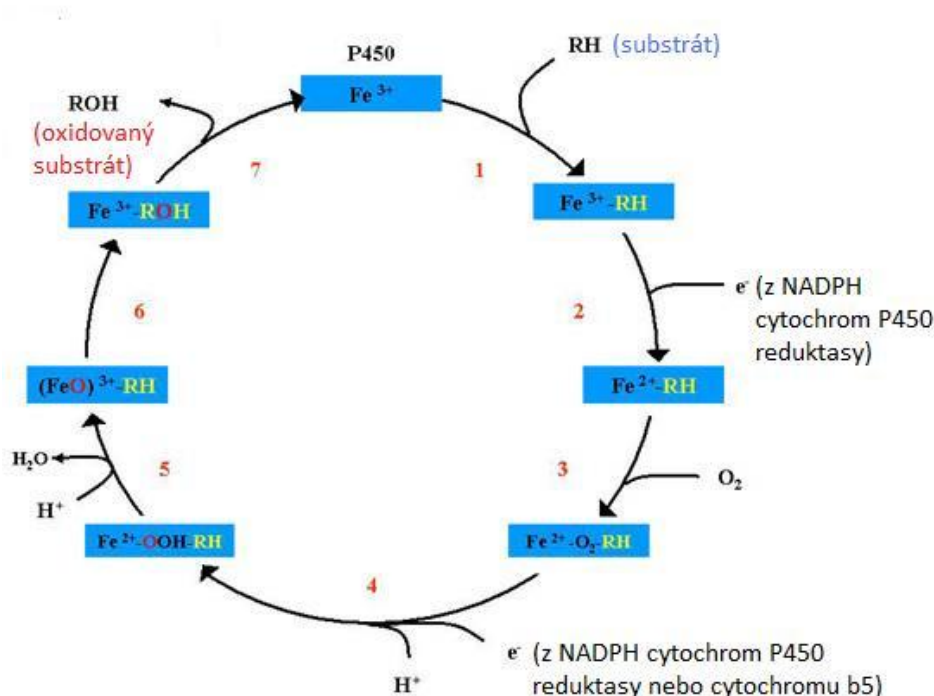 P450
Fe 3+
RH (substrát)
1
Fe 3+-RH
2
e- (z NADPH
cytochrom P450
reduktasy)
Fe 2+-RH
3
O2
Fe 2+-O2-RH
4
e- (z NADPH cytochrom P450
reduktasy nebo cytochromu b5)
H+
Fe 2+-OOH-RH
5
H2O
H+
(FeO) 3+-RH
6
Fe 3+-ROH
7
ROH
(oxidovaný
substrát)